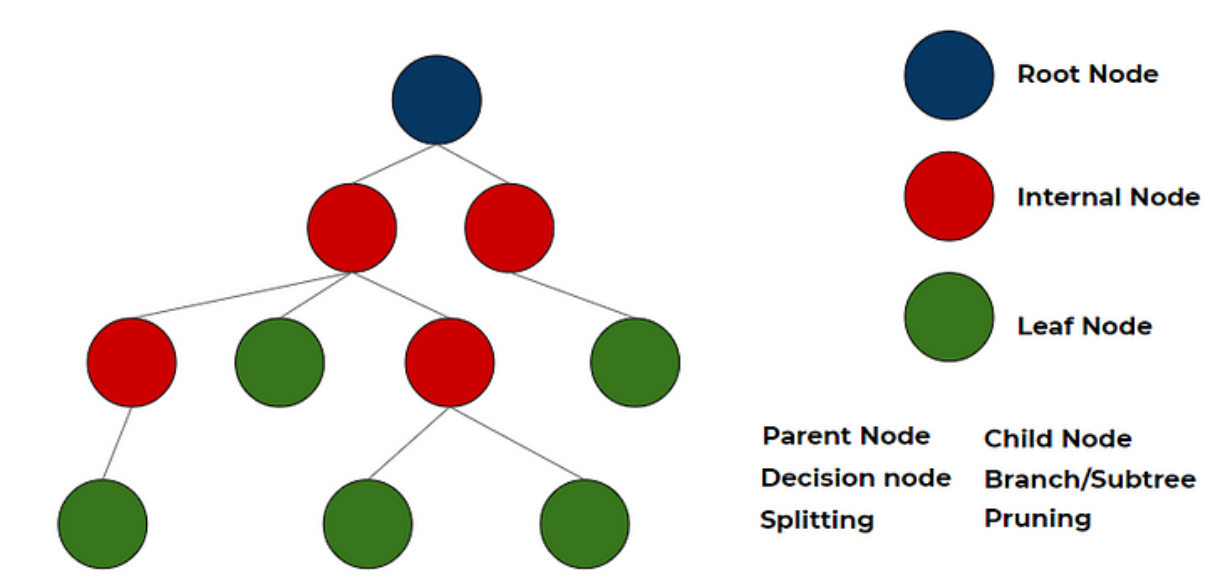 Root Node
Internal Node
Leaf Node
Parent Node
Child Node
Decision node
Branch/Subtree
Splitting
Pruning